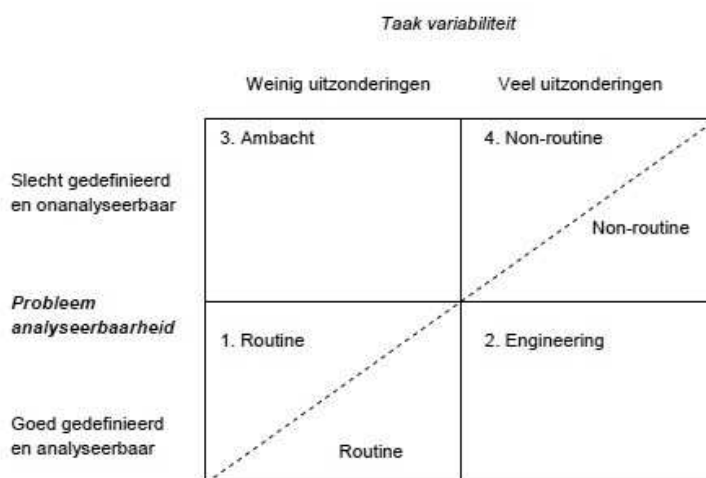 Taak variabiliteit
Weinig uitzonderingen
Veel uitzonderingen
3. Ambacht
4. Non-routine
Slecht gedefinieerd
en onanalyseerbaar
Non-routine
Probleem
analyseerbaarheid
1. Routine
2. Engineering
Goed gedefinieerd
en analyseerbaar
Routine